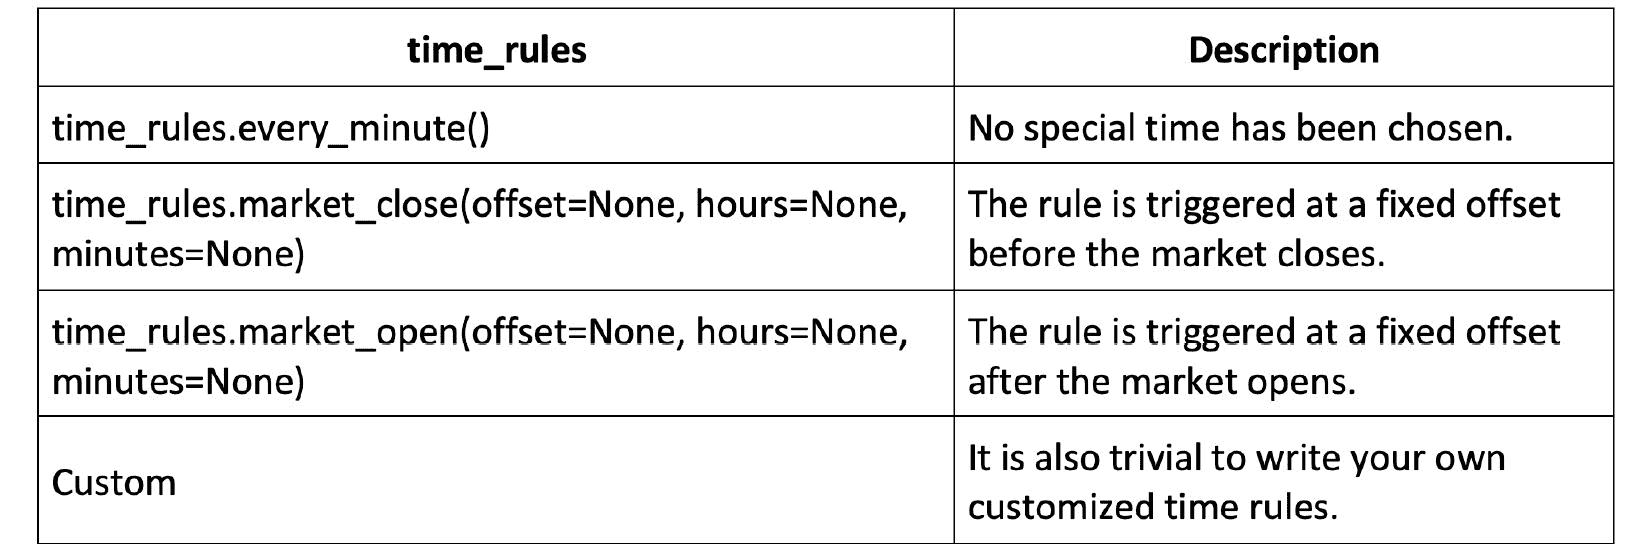 time_rules
Description
time_rules.every_minute()
No special time has been chosen.
time_rules.market_close(offset=None, hours=None,
minutes=None)
The rule is triggered at a fixed offset
before the market closes.
time_rules.market_open(offset=None, hours=None,
minutes=None)
The rule is triggered at a fixed offset
after the market opens.
Custom
It is also trivial to write your own
customized time rules.